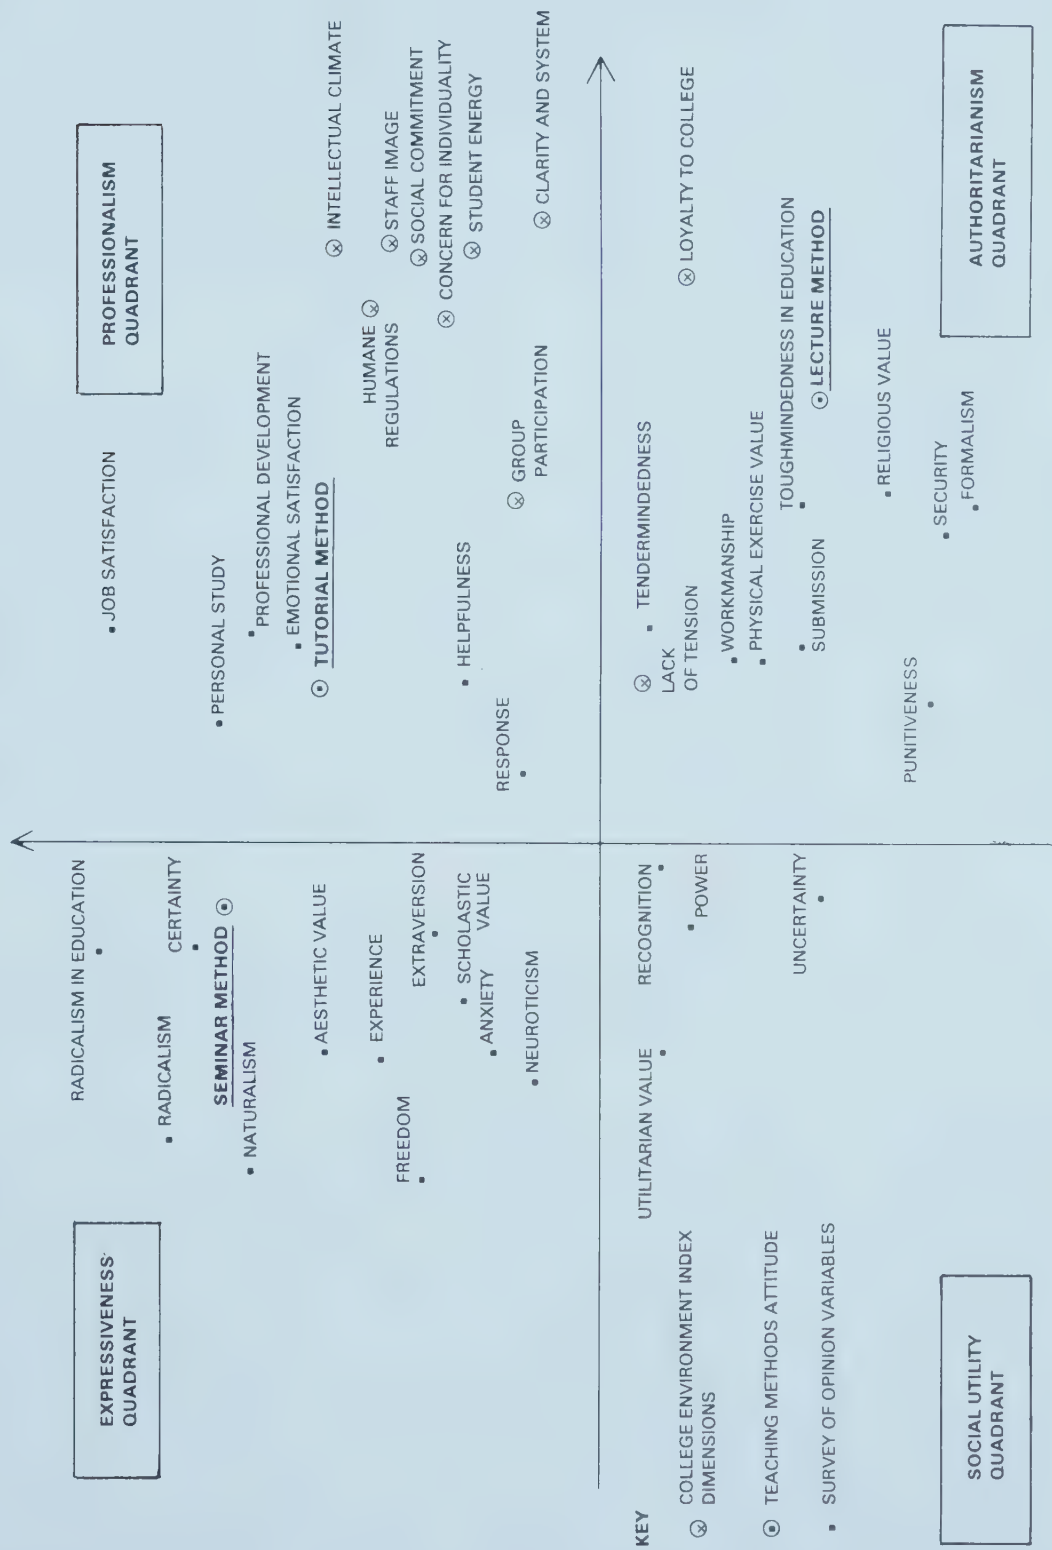 EXPRESSIVENESS
QUADRANT
RADICALISM IN EDUCATION
RADICALISM
CERTAINTY
SEMINAR METHOD
NATURALISM
AESTHETIC VALUE
EXPERIENCE
FREEDOM
EXTRAVERSION
SCHOLASTIC
VALUE
ANXIETY
NEUROTICISM
PROFESSIONALISM
QUADRANT
JOB SATISFACTION
PERSONAL STUDY
PROFESSIONAL DEVELOPMENT
EMOTIONAL SATISFACTION
TUTORIAL METHOD
INTELLECTUAL CLIMATE
HUMANE
REGULATIONS
STAFF IMAGE
SOCIAL COMMITMENT
CONCERN FOR INDIVIDUALITY
STUDENT ENERGY
HELPFULNESS
RESPONSE
GROUP
PARTICIPATION
CLARITY AND SYSTEM
UTILITARIAN VALUE
RECOGNITION
POWER
UNCERTAINTY
KEY
COLLEGE ENVIRONMENT INDEX
DIMENSIONS
TEACHING METHODS ATTITUDE
SURVEY OF OPINION VARIABLES
SOCIAL UTILITY
QUADRANT
TENDERMINDEDNESS
LACK
OF TENSION
LOYALTY TO COLLEGE
WORKMANSHIP
PHYSICAL EXERCISE VALUE
TOUGHMINDEDNESS IN EDUCATION
SUBMISSION
LECTURE METHOD
RELIGIOUS VALUE
PUNITIVENESS
SECURITY
FORMALISM
AUTHORITARIANISM
QUADRANT